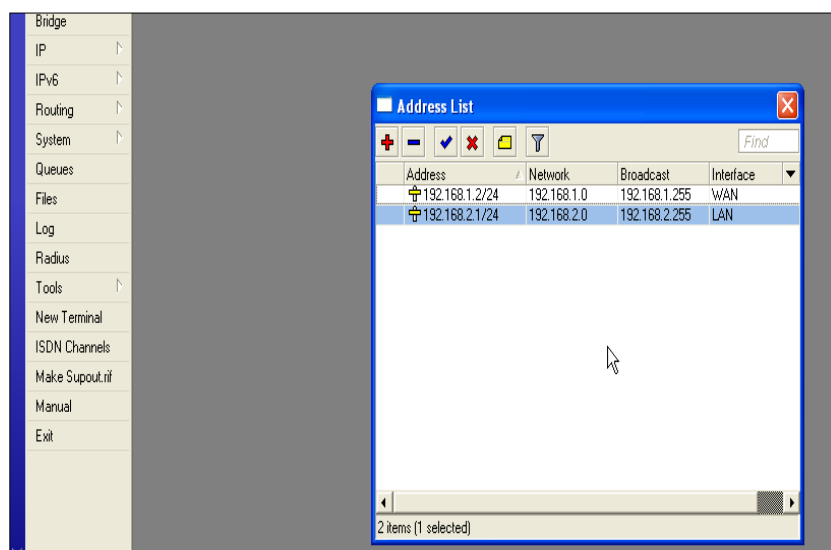 Bridge
IP
IPv6
Routing
System
Queues
Files
Log
Radius
Tools
New Terminal
ISDN Channels
Make Supout.rif
Manual
Exit
Address List
Find
Address Network Broadcast Interface
192.168.1.2/24 192.168.1.0 192.168.1.255 WAN
192.168.2.1/24 192.168.2.0 192.168.2.255 LAN
2 items (1 selected)